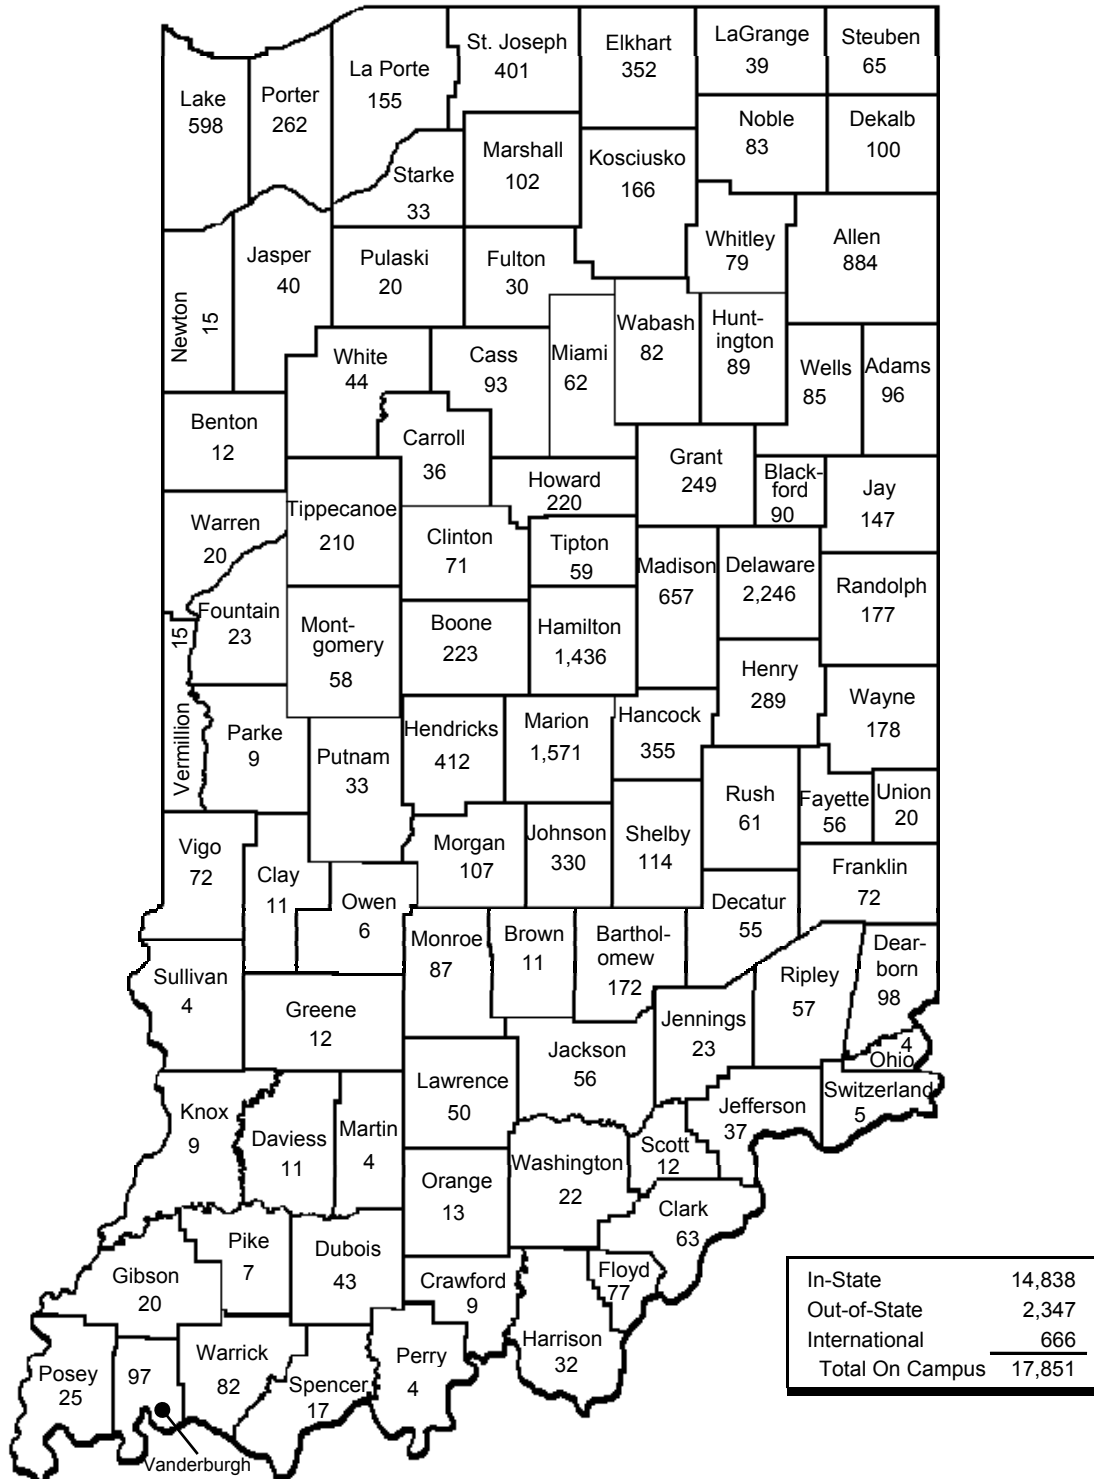 St. Joseph
401
Elkhart
352
LaGrange
39
Steuben
65
La Porte
155
Lake
598
Porter
262
Noble
83
Dekalb
100
Marshall
102
Kosciusko
166
Starke
33
Whitley
79
Allen
884
Jasper
40
Pulaski
20
Fulton
30
Newton
15
Wabash
82
Hunt-
ington
89
White
44
Cass
93
Miami
62
Wells
85
Adams
96
Benton
12
Carroll
36
Grant
249
Howard
220
Black-
ford
90
Jay
147
Warren
20
Tippecanoe
210
Clinton
71
Tipton
59
Madison
657
Delaware
2,246
Randolph
177
Fountain
23
Mont-
gomery
58
Boone
223
Hamilton
1,436
Vermillion
15
Henry
289
Wayne
178
Parke
9
Putnam
33
Hendricks
412
Marion
1,571
Hancock
355
Rush
61
Fayette
56
Union
20
Vigo
72
Clay
11
Morgan
107
Johnson
330
Shelby
114
Franklin
72
Owen
6
Decatur
55
Monroe
87
Brown
11
Barthol-
omew
172
Dear-
born
98
Sullivan
4
Ripley
57
Greene
12
Jennings
23
Jackson
56
4
Ohio
Lawrence
50
Switzerland
5
Knox
9
Daviess
11
Martin
4
Jefferson
37
Scott
12
Washington
22
Orange
13
Clark
63
Pike
7
Dubois
43
Gibson
20
Crawford
9
Floyd
77
Harrison
32
Posey
25
97
Vanderburgh
Warrick
82
Spencer
17
Perry
4
In-State 14,838
Out-of-State 2,347
International 666
Total On Campus 17,851